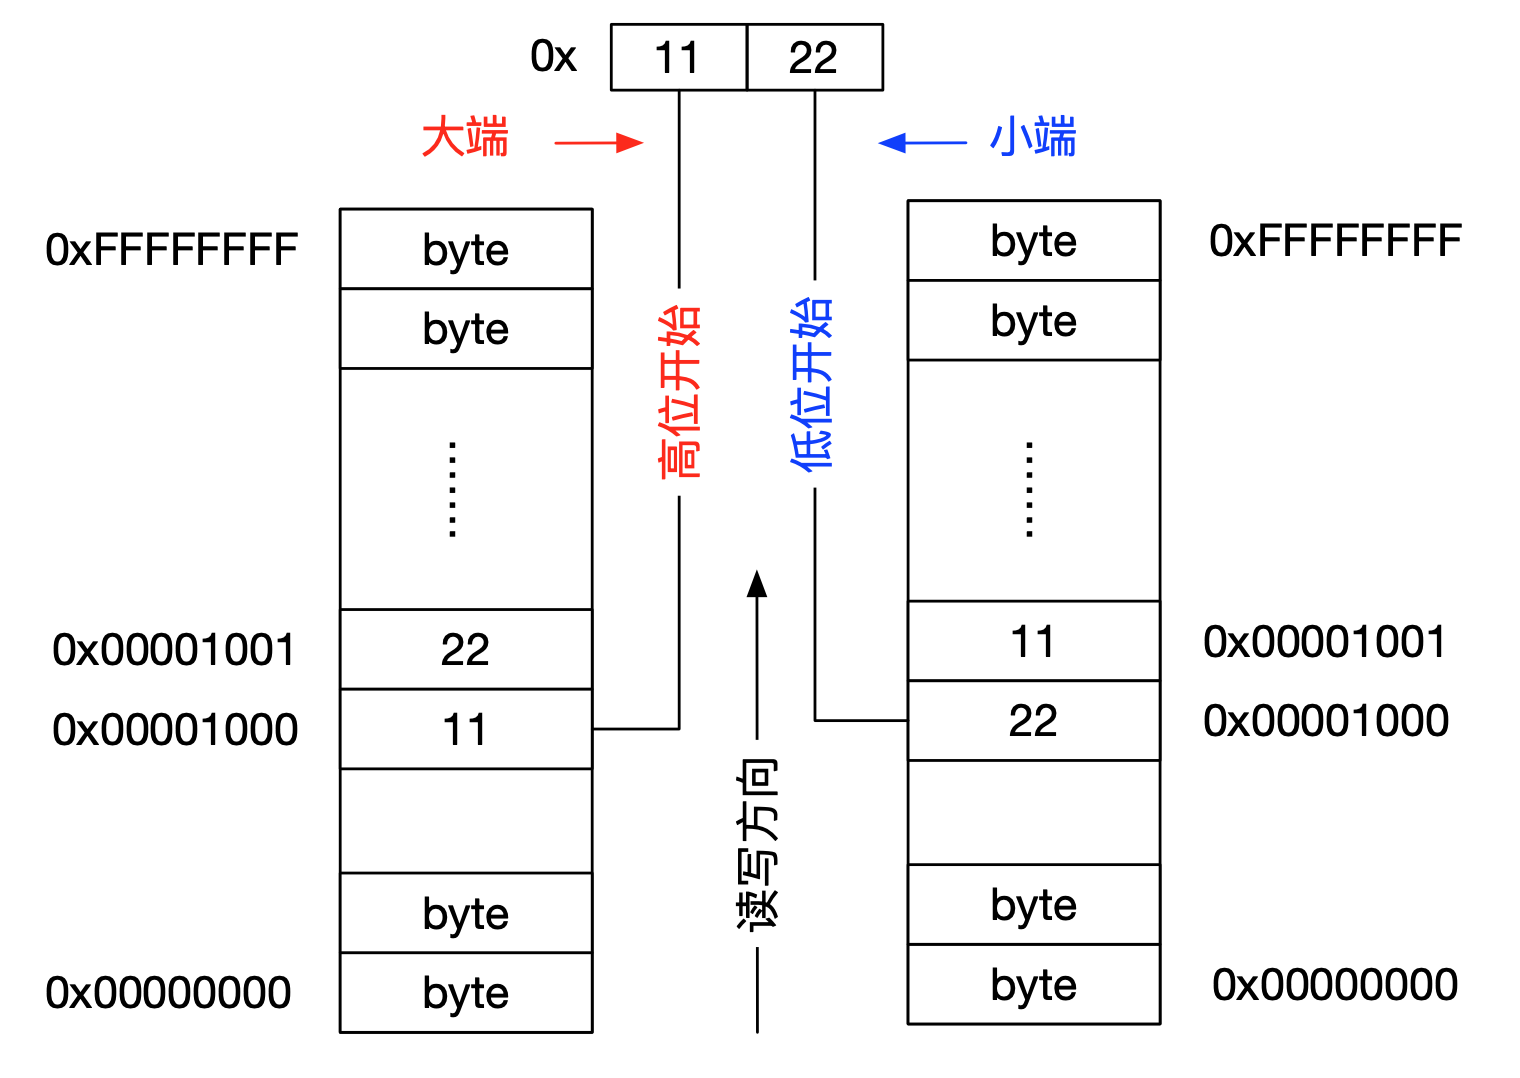 0x 11 22
大端 小端
0xFFFFFFFF byte byte 0xFFFFFFFF
byte byte
高位开始 低位开始
...... ......
0x00001001 22 11 0x00001001
0x00001000 11 22 0x00001000
读写方向
byte byte
0x00000000 byte byte 0x00000000